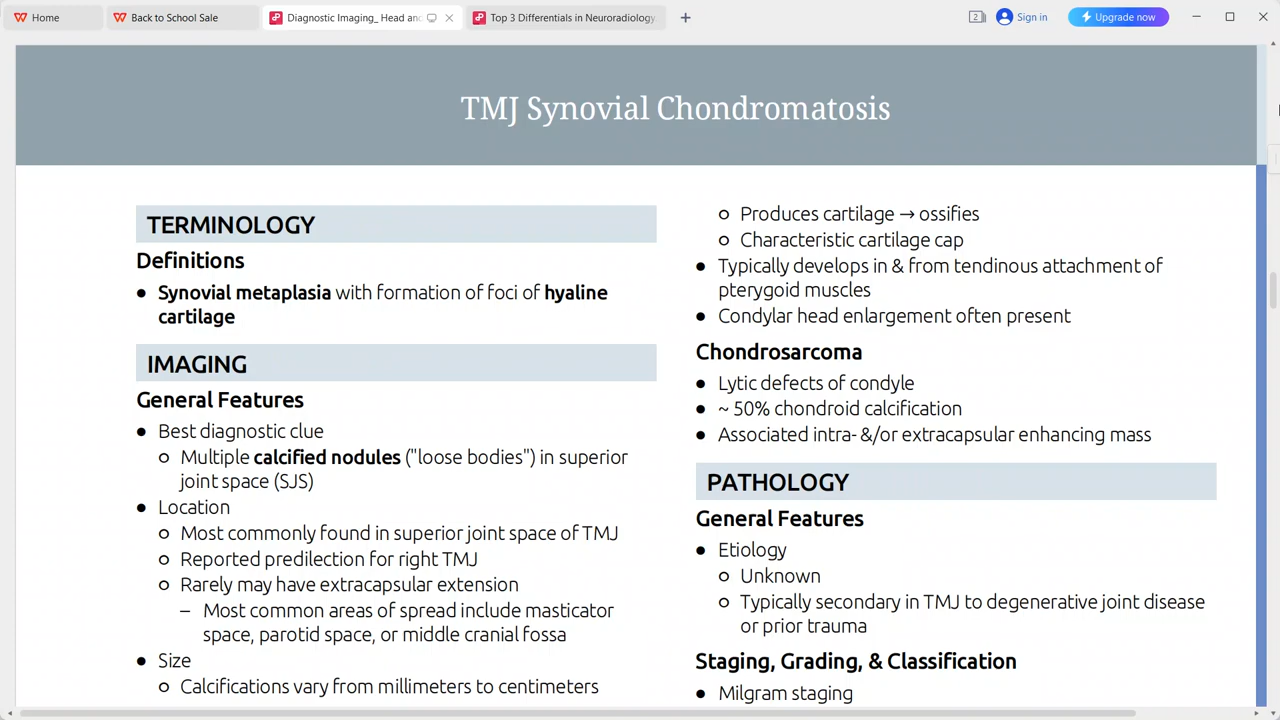 Home
Back to School Sale
Diagnostic Imaging_ Head an
Top 3 Differentials in Neuroradiology
2
Sign in
Upgrade now
TMJ Synovial Chondromatosis
TERMINOLOGY
Definitions
● Synovial metaplasia with formation of foci of hyaline
cartilage
IMAGING
General Features
● Best diagnostic clue
○ Multiple calcified nodules ("loose bodies") in superior
joint space (SJS)
● Location
○ Most commonly found in superior joint space of TMJ
○ Reported predilection for right TMJ
○ Rarely may have extracapsular extension
– Most common areas of spread include masticator
space, parotid space, or middle cranial fossa
● Size
○ Calcifications vary from millimeters to centimeters
○ Produces cartilage → ossifies
○ Characteristic cartilage cap
● Typically develops in & from tendinous attachment of
pterygoid muscles
● Condylar head enlargement often present
Chondrosarcoma
● Lytic defects of condyle
● ~ 50% chondroid calcification
● Associated intra- &/or extracapsular enhancing mass
PATHOLOGY
General Features
● Etiology
○ Unknown
○ Typically secondary in TMJ to degenerative joint disease
or prior trauma
Staging, Grading, & Classification
● Milgram staging